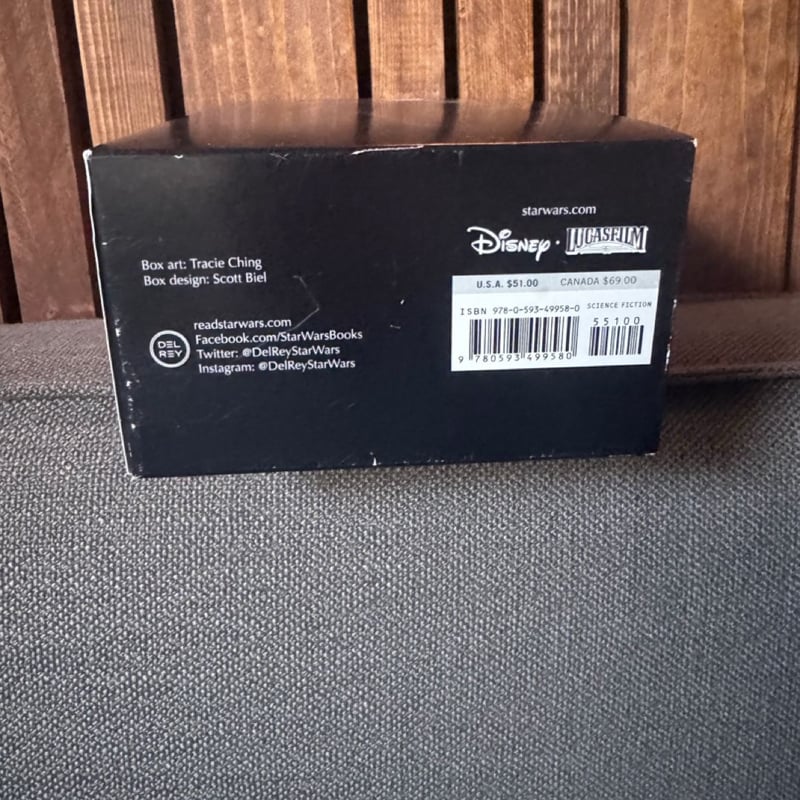 Box art: Tracie Ching
Box design: Scott Biel
DEL
REY
readstarwars.com
Facebook.com/StarWarsBooks
Twitter: @DelReyStarWars
Instagram: @DelReyStarWars
starwars.com
Disney · LUCASFILM
U.S.A. $51.00 CANADA $69.00
ISBN 978-0-593-49958-0 SCIENCE FICTION
55100
9 780593 499580